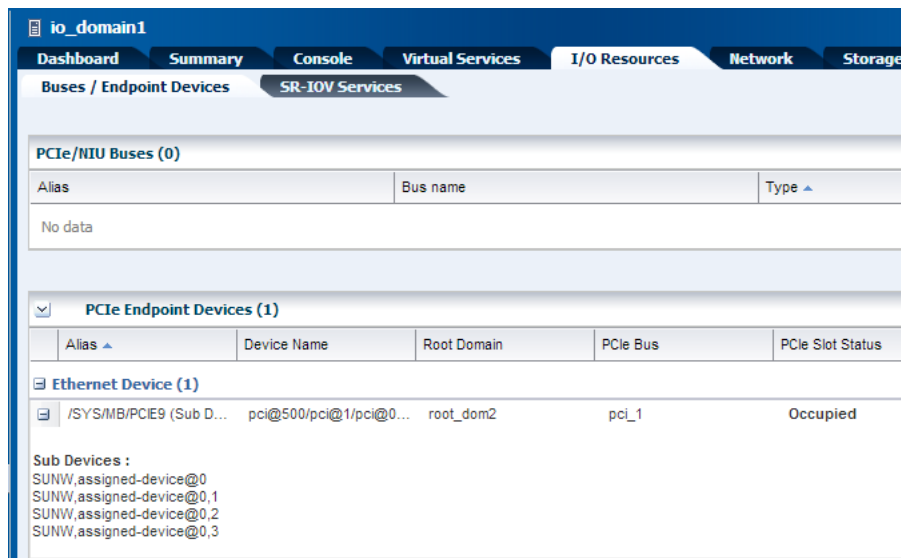 io_domain1
Dashboard Summary Console Virtual Services I/O Resources Network Storage
Buses / Endpoint Devices SR-IOV Services
PCIe/NIU Buses (0)
Alias Bus name Type
No data
PCIe Endpoint Devices (1)
Alias Device Name Root Domain PCIe Bus PCIe Slot Status
Ethernet Device (1)
/SYS/MB/PCIE9 (Sub D... pci@500/pci@1/pci@0... root_dom2 pci_1 Occupied
Sub Devices :
SUNW,assigned-device@0
SUNW,assigned-device@0,1
SUNW,assigned-device@0,2
SUNW,assigned-device@0,3